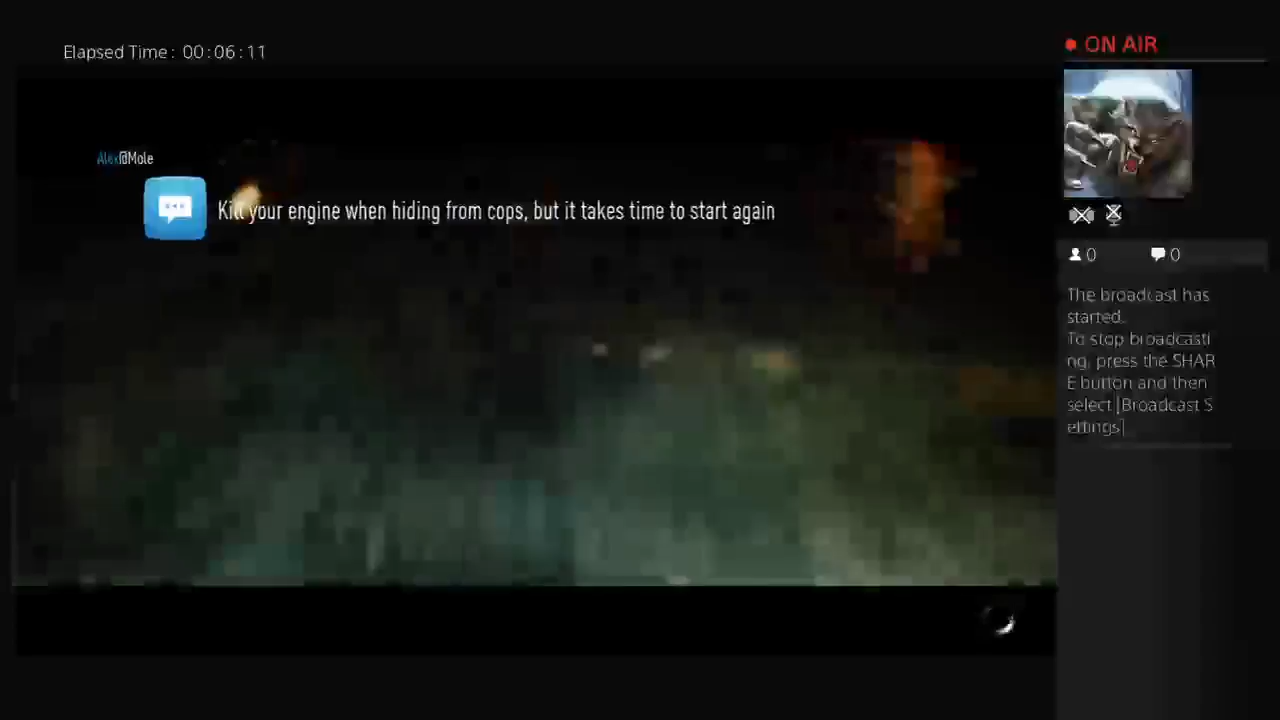 Elapsed Time: 00:06:11
ON AIR
Alex@Mole
Kill your engine when hiding from cops, but it takes time to start again
0
0
The broadcast has
started.
To stop broadcasti
ng, press the SHAR
E button and then
select [Broadcast S
ettings]